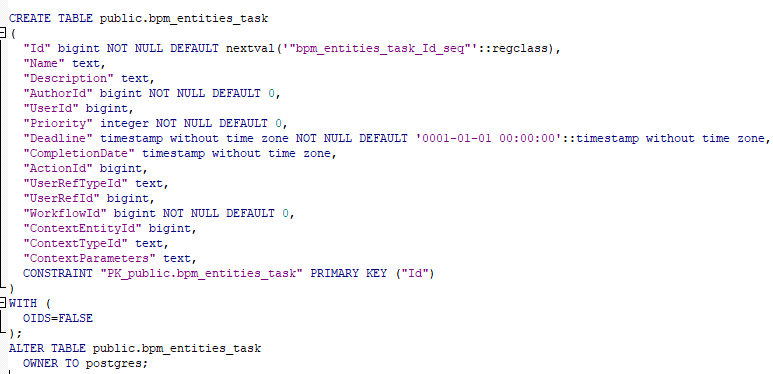 CREATE TABLE public.bpm_entities_task
(
"Id" bigint NOT NULL DEFAULT nextval('"bpm_entities_task_Id_seq"'::regclass),
"Name" text,
"Description" text,
"AuthorId" bigint NOT NULL DEFAULT 0,
"UserId" bigint,
"Priority" integer NOT NULL DEFAULT 0,
"Deadline" timestamp without time zone NOT NULL DEFAULT '0001-01-01 00:00:00'::timestamp without time zone,
"CompletionDate" timestamp without time zone,
"ActionId" bigint,
"UserRefTypeId" text,
"UserRefId" bigint,
"WorkflowId" bigint NOT NULL DEFAULT 0,
"ContextEntityId" bigint,
"ContextTypeId" text,
"ContextParameters" text,
CONSTRAINT "PK_public.bpm_entities_task" PRIMARY KEY ("Id")
)
WITH (
OIDS=FALSE
);
ALTER TABLE public.bpm_entities_task
OWNER TO postgres;